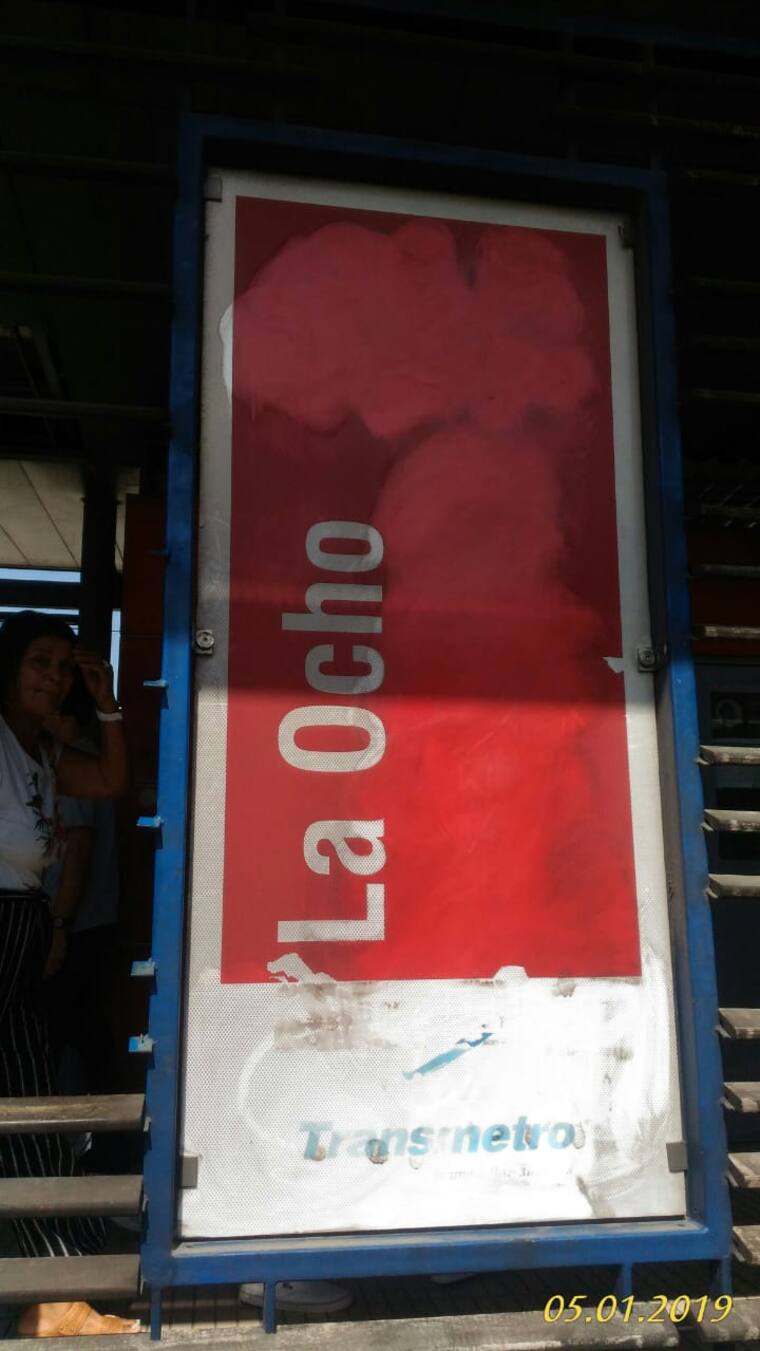 La Ocho
Transmetro
05.01.2019